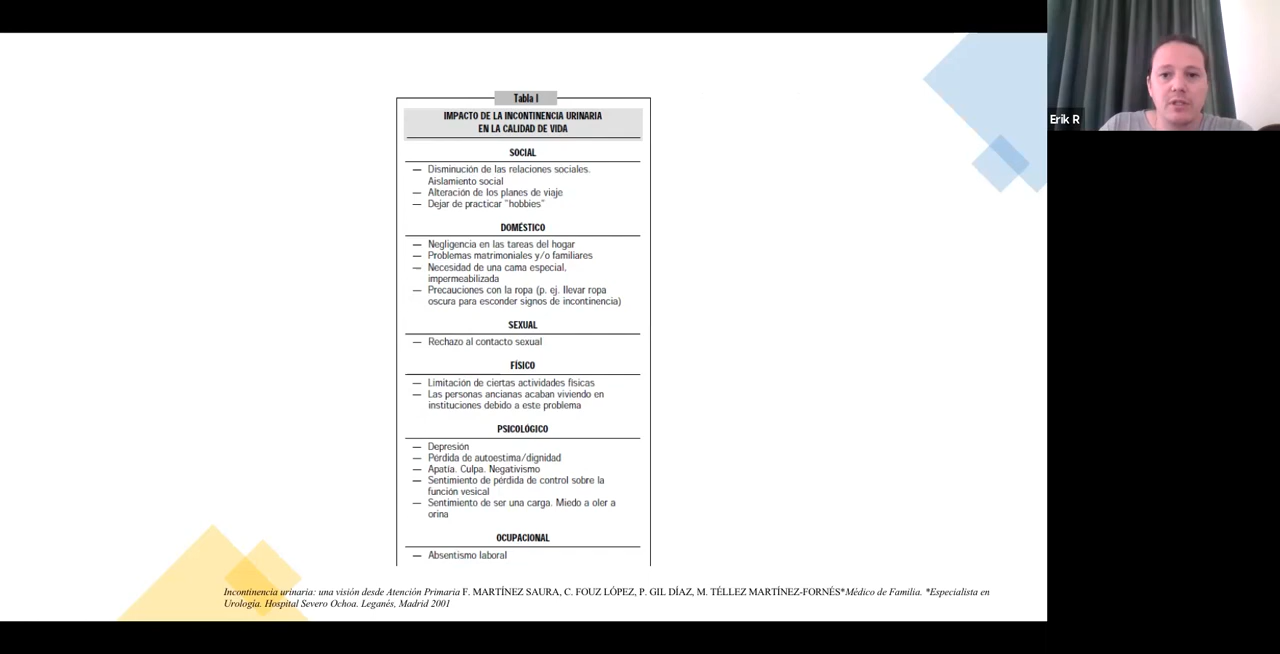 Erik R
Tabla I
IMPACTO DE LA INCONTINENCIA URINARIA
EN LA CALIDAD DE VIDA
SOCIAL
— Disminución de las relaciones sociales.
Aislamiento social
— Alteración de los planes de viaje
— Dejar de practicar "hobbies"
DOMÉSTICO
— Negligencia en las tareas del hogar
— Problemas matrimoniales y/o familiares
— Necesidad de una cama especial,
impermeabilizada
— Precauciones con la ropa (p. ej. llevar ropa
oscura para esconder signos de incontinencia)
SEXUAL
— Rechazo al contacto sexual
FÍSICO
— Limitación de ciertas actividades físicas
— Las personas ancianas acaban viviendo en
instituciones debido a este problema
PSICOLÓGICO
— Depresión
— Pérdida de autoestima/dignidad
— Apatía. Culpa. Negativismo
— Sentimiento de pérdida de control sobre la
función vesical
— Sentimiento de ser una carga. Miedo a oler a
orina
OCUPACIONAL
— Absentismo laboral
Incontinencia urinaria: una visión desde Atención Primaria F. MARTÍNEZ SAURA, C. FOUZ LÓPEZ, P. GIL DÍAZ, M. TÉLLEZ MARTÍNEZ-FORNÉS*Médico de Familia. *Especialista en
Urología. Hospital Severo Ochoa. Leganés, Madrid 2001